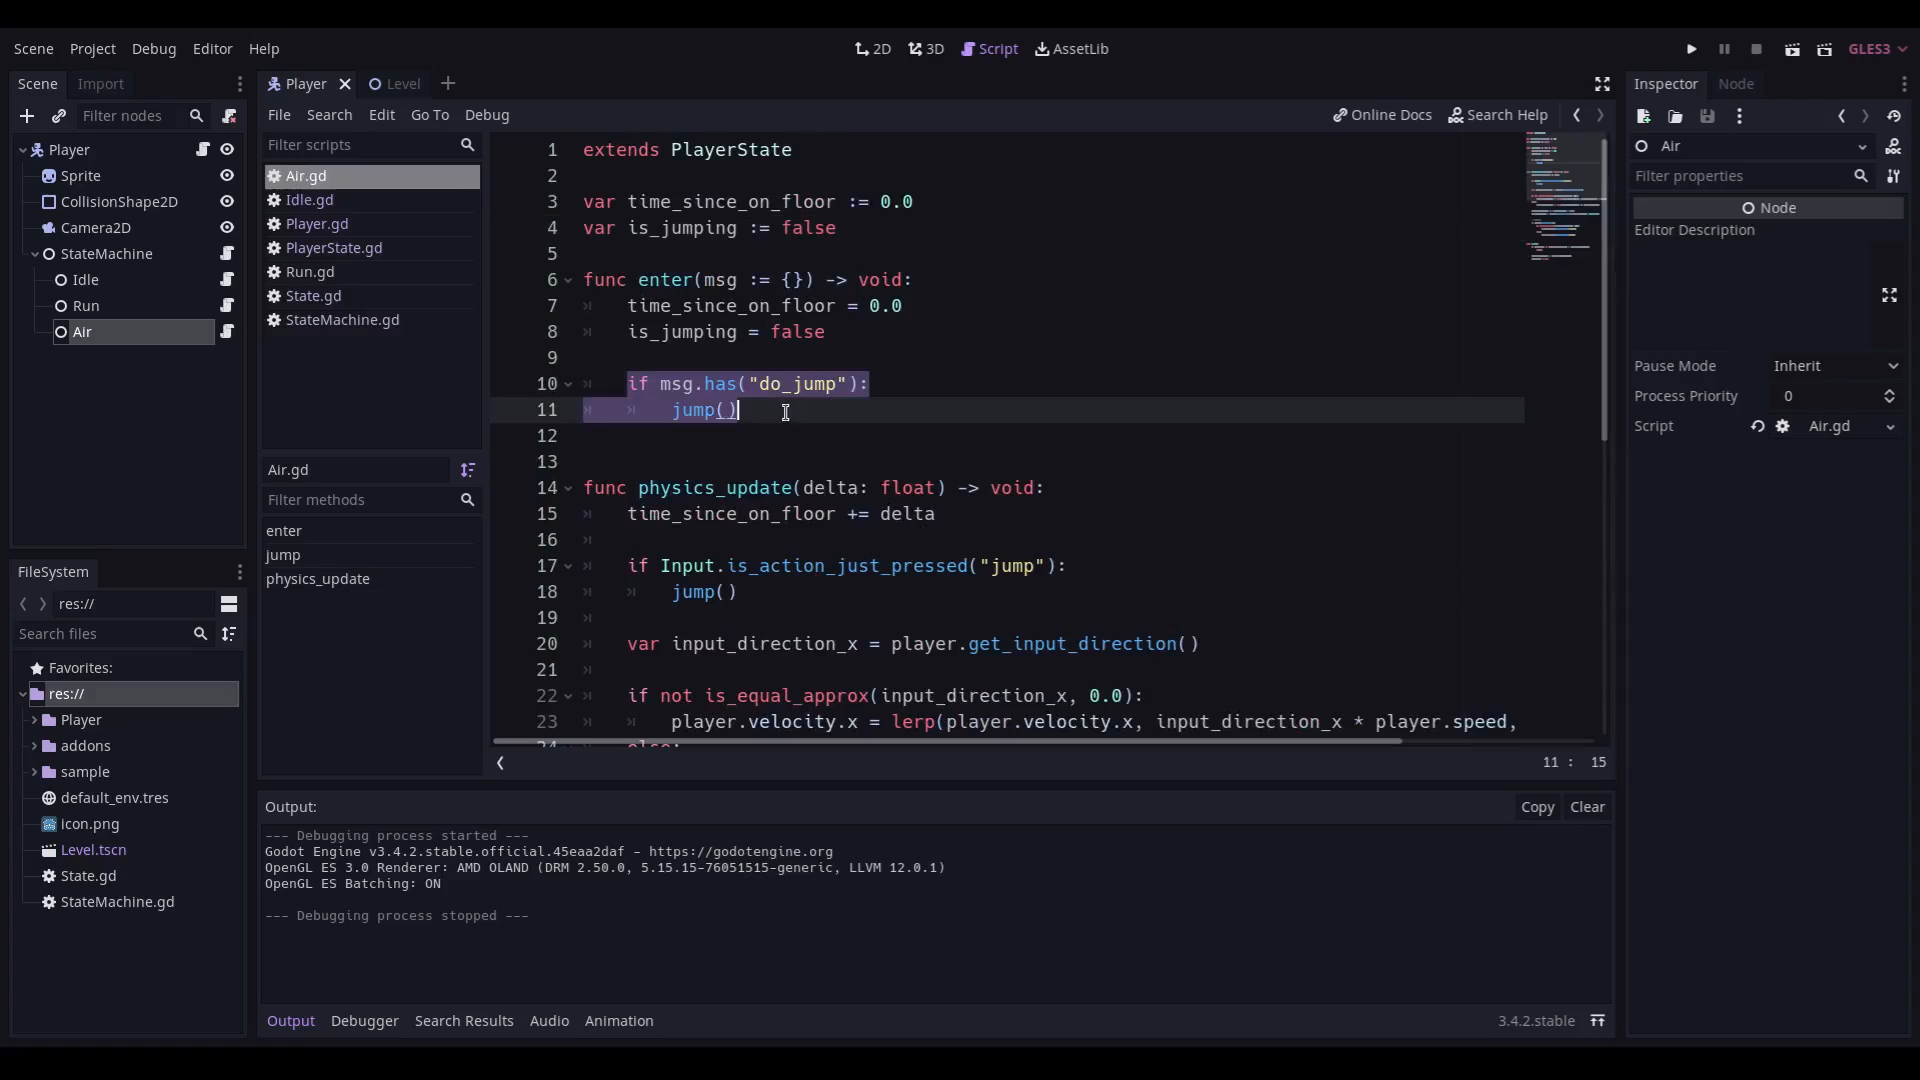 Scene Project Debug Editor Help
2D 3D Script AssetLib
GLES3
Scene Import
Filter nodes
Player
Sprite
CollisionShape2D
Camera2D
StateMachine
Idle
Run
Air
FileSystem
res://
Search files
Favorites:
res://
Player
addons
sample
default_env.tres
icon.png
Level.tscn
State.gd
StateMachine.gd
Player Level
File Search Edit Go To Debug
Online Docs Search Help
Filter scripts
Air.gd
Idle.gd
Player.gd
PlayerState.gd
Run.gd
State.gd
StateMachine.gd
Air.gd
Filter methods
enter
jump
physics_update
1 extends PlayerState
2
3 var time_since_on_floor := 0.0
4 var is_jumping := false
5
6 func enter(msg := {}) -> void:
7 time_since_on_floor = 0.0
8 is_jumping = false
9
10 if msg.has("do_jump"):
11 jump()
12
13
14 func physics_update(delta: float) -> void:
15 time_since_on_floor += delta
16
17 if Input.is_action_just_pressed("jump"):
18 jump()
19
20 var input_direction_x = player.get_input_direction()
21
22 if not is_equal_approx(input_direction_x, 0.0):
23 player.velocity.x = lerp(player.velocity.x, input_direction_x * player.speed,
24 else:
11 : 15
Output:
Copy Clear
--- Debugging process started ---
Godot Engine v3.4.2.stable.official.45eaa2daf - https://godotengine.org
OpenGL ES 3.0 Renderer: AMD OLAND (DRM 2.50.0, 5.15.15-76051515-generic, LLVM 12.0.1)
OpenGL ES Batching: ON
--- Debugging process stopped ---
Output Debugger Search Results Audio Animation
3.4.2.stable
Inspector Node
Air
Filter properties
Node
Editor Description
Pause Mode Inherit
Process Priority 0
Script Air.gd